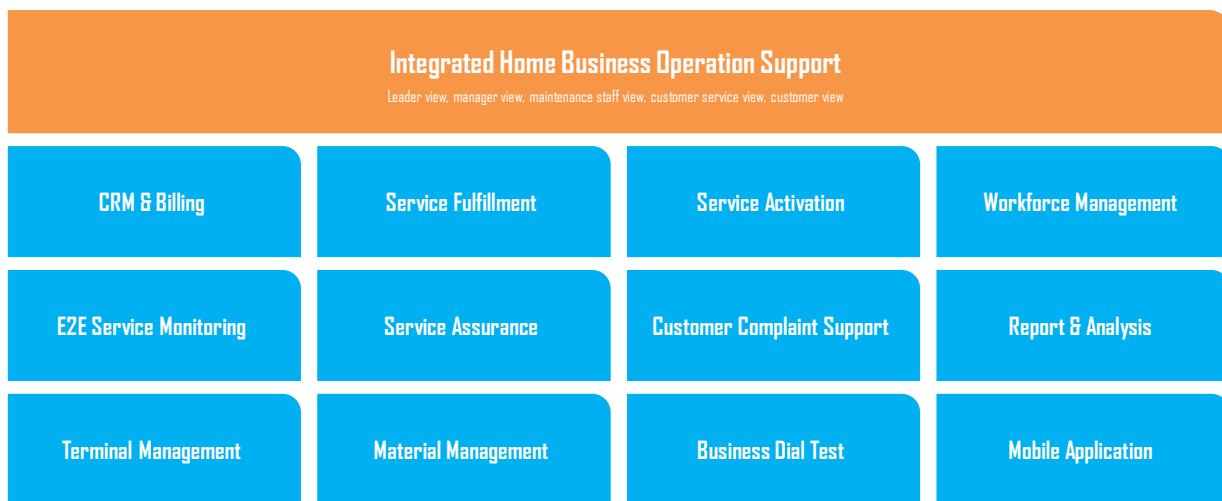 Integrated Home Business Operation Support
Leader view, manager view, maintenance staff view, customer service view, customer view
CRM & Billing
Service Fulfillment
Service Activation
Workforce Management
E2E Service Monitoring
Service Assurance
Customer Complaint Support
Report & Analysis
Terminal Management
Material Management
Business Dial Test
Mobile Application